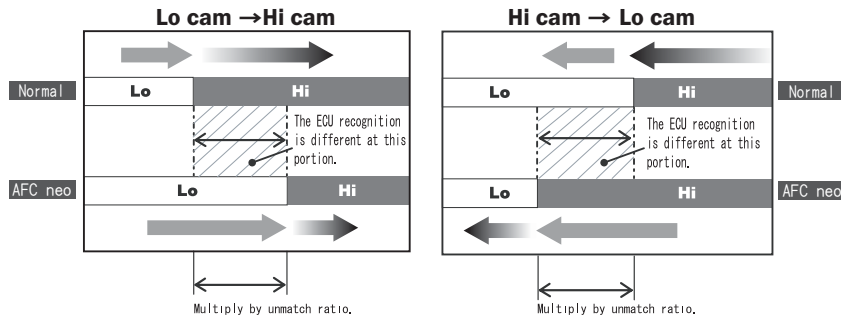 Lo cam →Hi cam
Normal
Lo
Hi
The ECU recognition
is different at this
portion.
AFC neo
Lo
Hi
Multiply by unmatch ratio.
Hi cam → Lo cam
Lo
Hi
Normal
The ECU recognition
is different at this
portion.
Lo
Hi
AFC neo
Multiply by unmatch ratio.